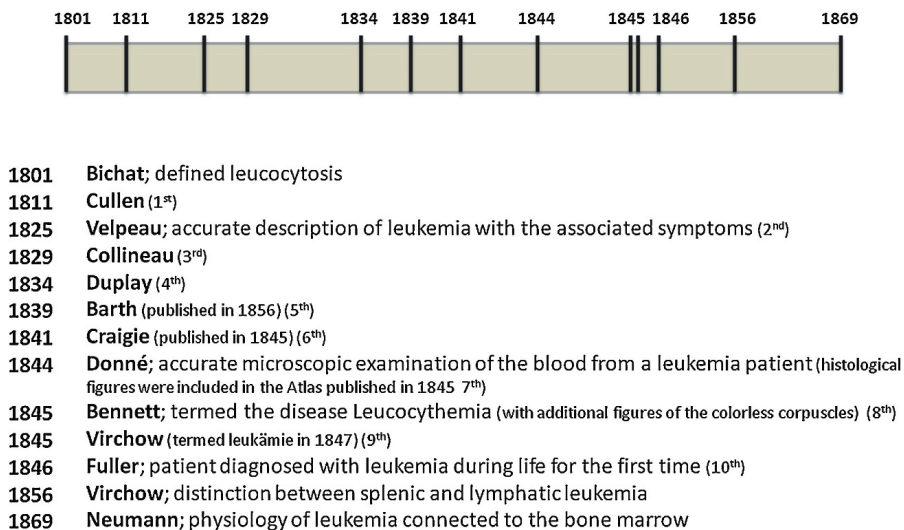 1801 1811 1825 1829 1834 1839 1841 1844 1845 1846 1856 1869
1801 Bichat; defined leucocytosis
1811 Cullen (1st)
1825 Velpeau; accurate description of leukemia with the associated symptoms (2nd)
1829 Collineau (3rd)
1834 Duplay (4th)
1839 Barth (published in 1856) (5th)
1841 Craigie (published in 1845) (6th)
1844 Donné; accurate microscopic examination of the blood from a leukemia patient (histological
figures were included in the Atlas published in 1845 7th)
1845 Bennett; termed the disease Leucocythemia (with additional figures of the colorless corpuscles) (8th)
1845 Virchow (termed leukämie in 1847) (9th)
1846 Fuller; patient diagnosed with leukemia during life for the first time (10th)
1856 Virchow; distinction between splenic and lymphatic leukemia
1869 Neumann; physiology of leukemia connected to the bone marrow